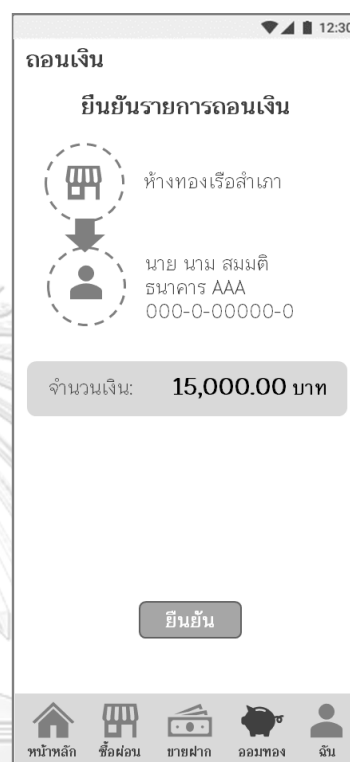 12:30
ถอนเงิน
ยืนยันรายการถอนเงิน
ห้างทองเรือสำเภา
นาย นาม สมมติ
ธนาคาร AAA
000-0-00000-0
จำนวนเงิน: 15,000.00 บาท
ยืนยัน
หน้าหลัก ซื้อผ่อน ขายฝาก ออมทอง ฉัน